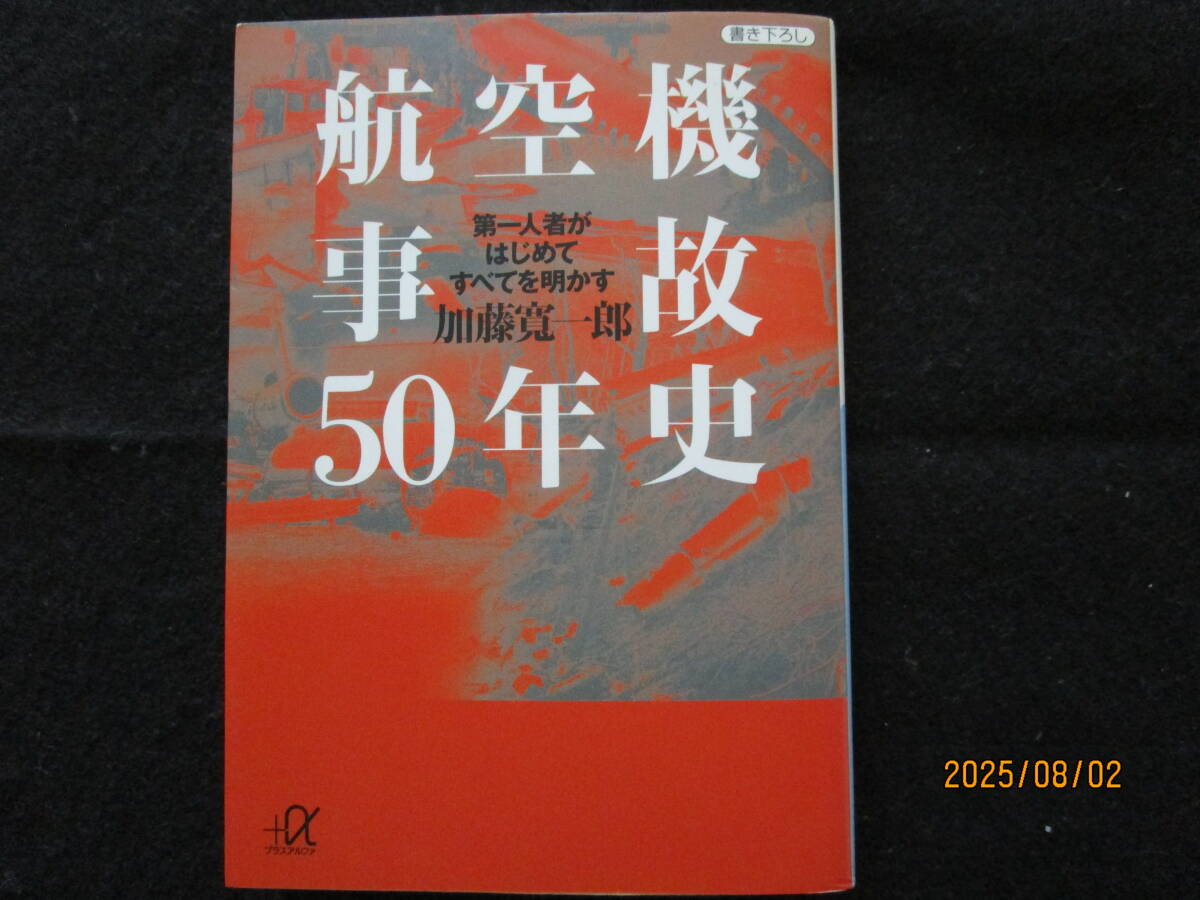 書き下ろし
航空機
事故
50年史
第一人者が
はじめて
すべてを明かす
加藤寛一郎
+α
プラスアルファ
2025/08/02